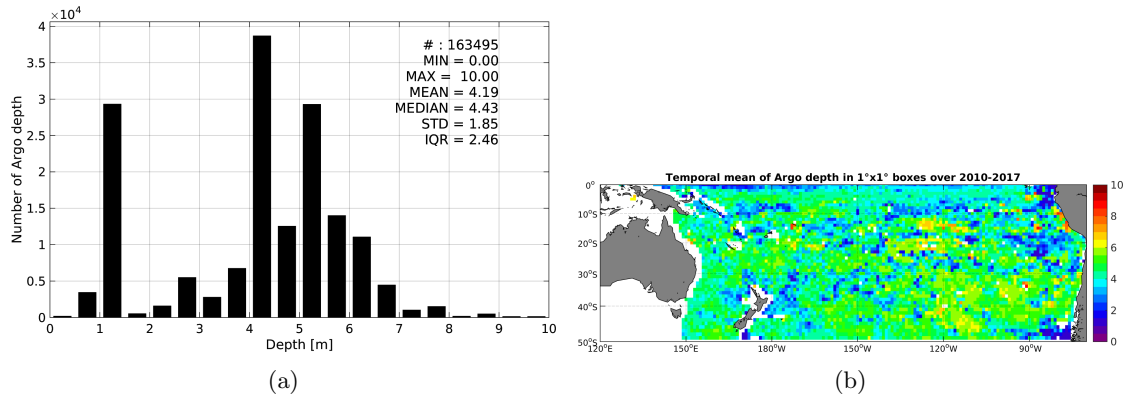 ×10⁴
4
3.5
3
2.5
2
1.5
1
0.5
0
Number of Argo depth
# : 163495
MIN = 0.00
MAX = 10.00
MEAN = 4.19
MEDIAN = 4.43
STD = 1.85
IQR = 2.46
0 1 2 3 4 5 6 7 8 9 10
Depth [m]
(a)
Temporal mean of Argo depth in 1°x1° boxes over 2010-2017
0°
10°S
20°S
30°S
40°S
50°S
120°E 150°E 180°W 150°W 120°W 90°W
10
8
6
4
2
0
(b)